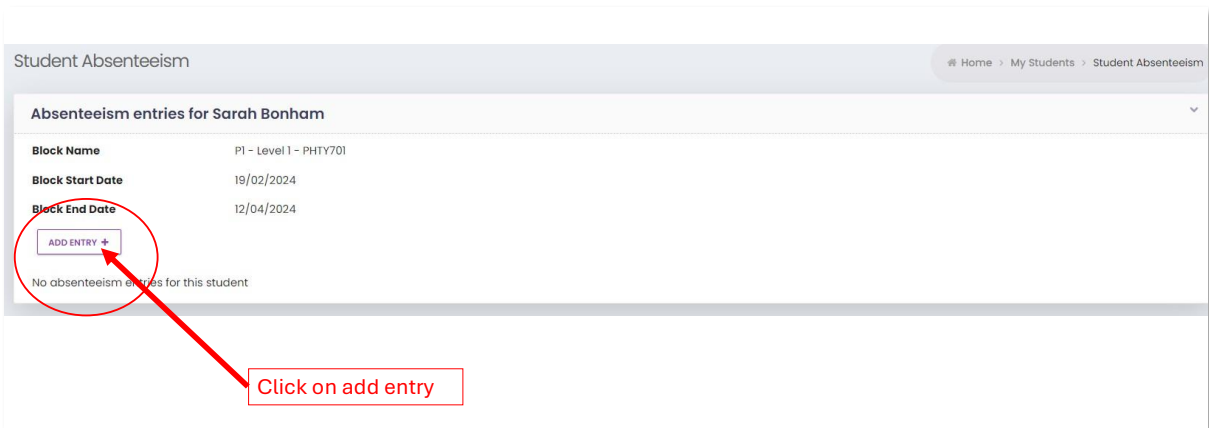 Student Absenteeism
Home > My Students > Student Absenteeism
Absenteeism entries for Sarah Bonham
Block Name P1 - Level 1 - PHTY701
Block Start Date 19/02/2024
Block End Date 12/04/2024
ADD ENTRY +
No absenteeism entries for this student
Click on add entry